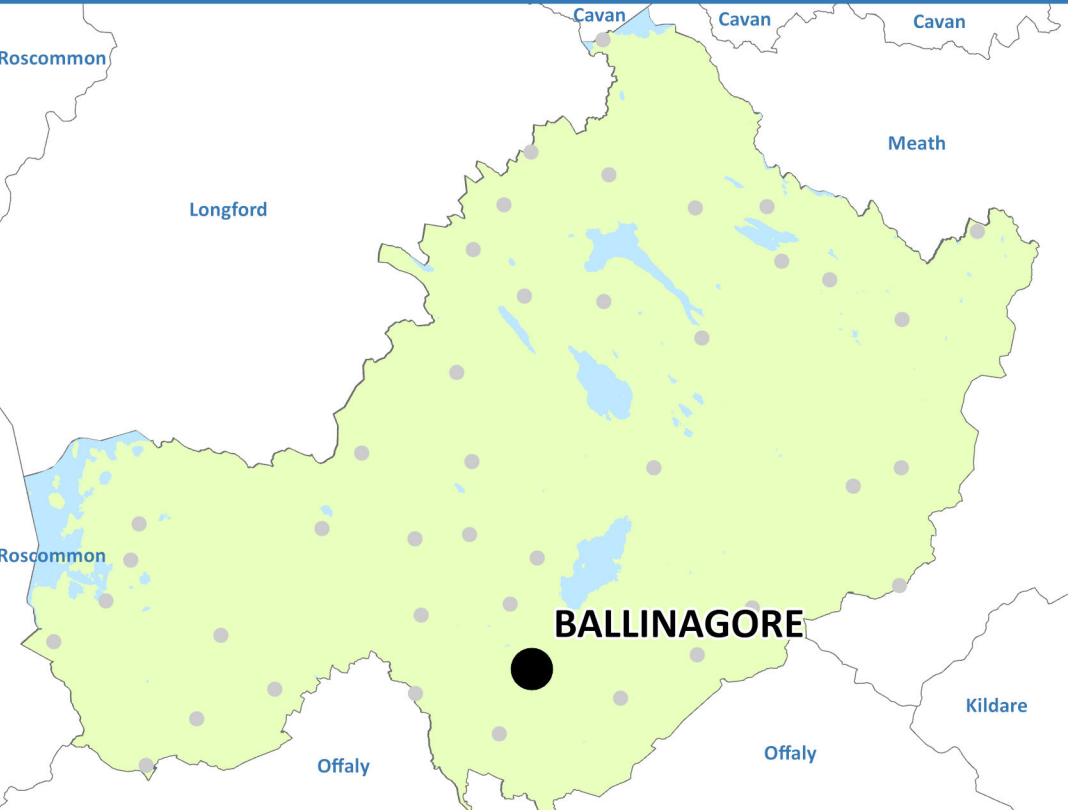 Cavan
Cavan
Cavan
Roscommon
Meath
Longford
Roscommon
BALLINAGORE
Kildare
Offaly
Offaly